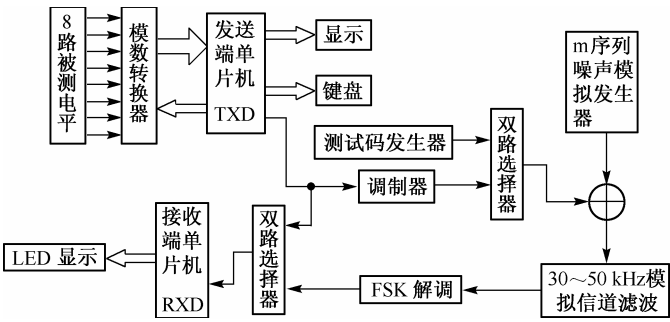 8
路
被
测
电
平
模
数
转
换
器
发送
端单
片机
TXD
显示
键盘
测试码发生器
调制器
双
路
选
择
器
m序列
噪声模
拟发生
器
LED 显示
接收
端单
片机
RXD
双
路
选
择
器
FSK 解调
30～50 kHz模
拟信道滤波